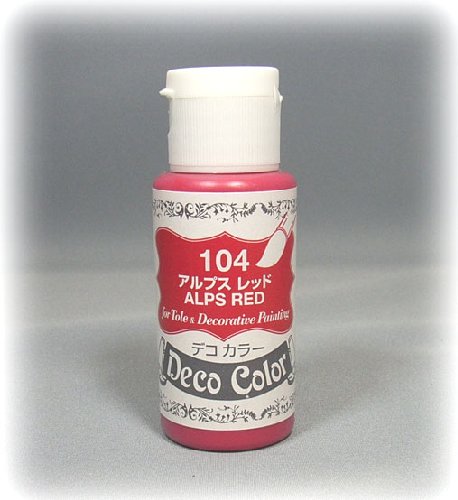 104
アルプス レッド
ALPS RED
for Tole & Decorative Painting
デコ カラー
Deco Color